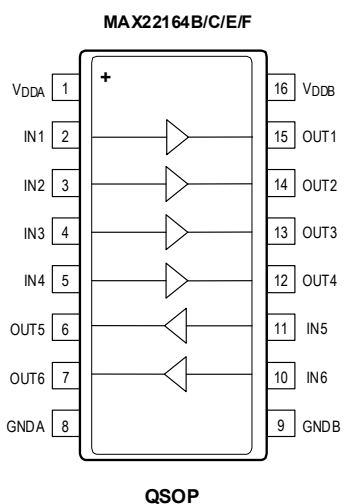 MAX22164B/C/E/F
VDDA 1 + 16 VDDB
IN1 2 15 OUT1
IN2 3 14 OUT2
IN3 4 13 OUT3
IN4 5 12 OUT4
OUT5 6 11 IN5
OUT6 7 10 IN6
GNDA 8 9 GNDB
QSOP